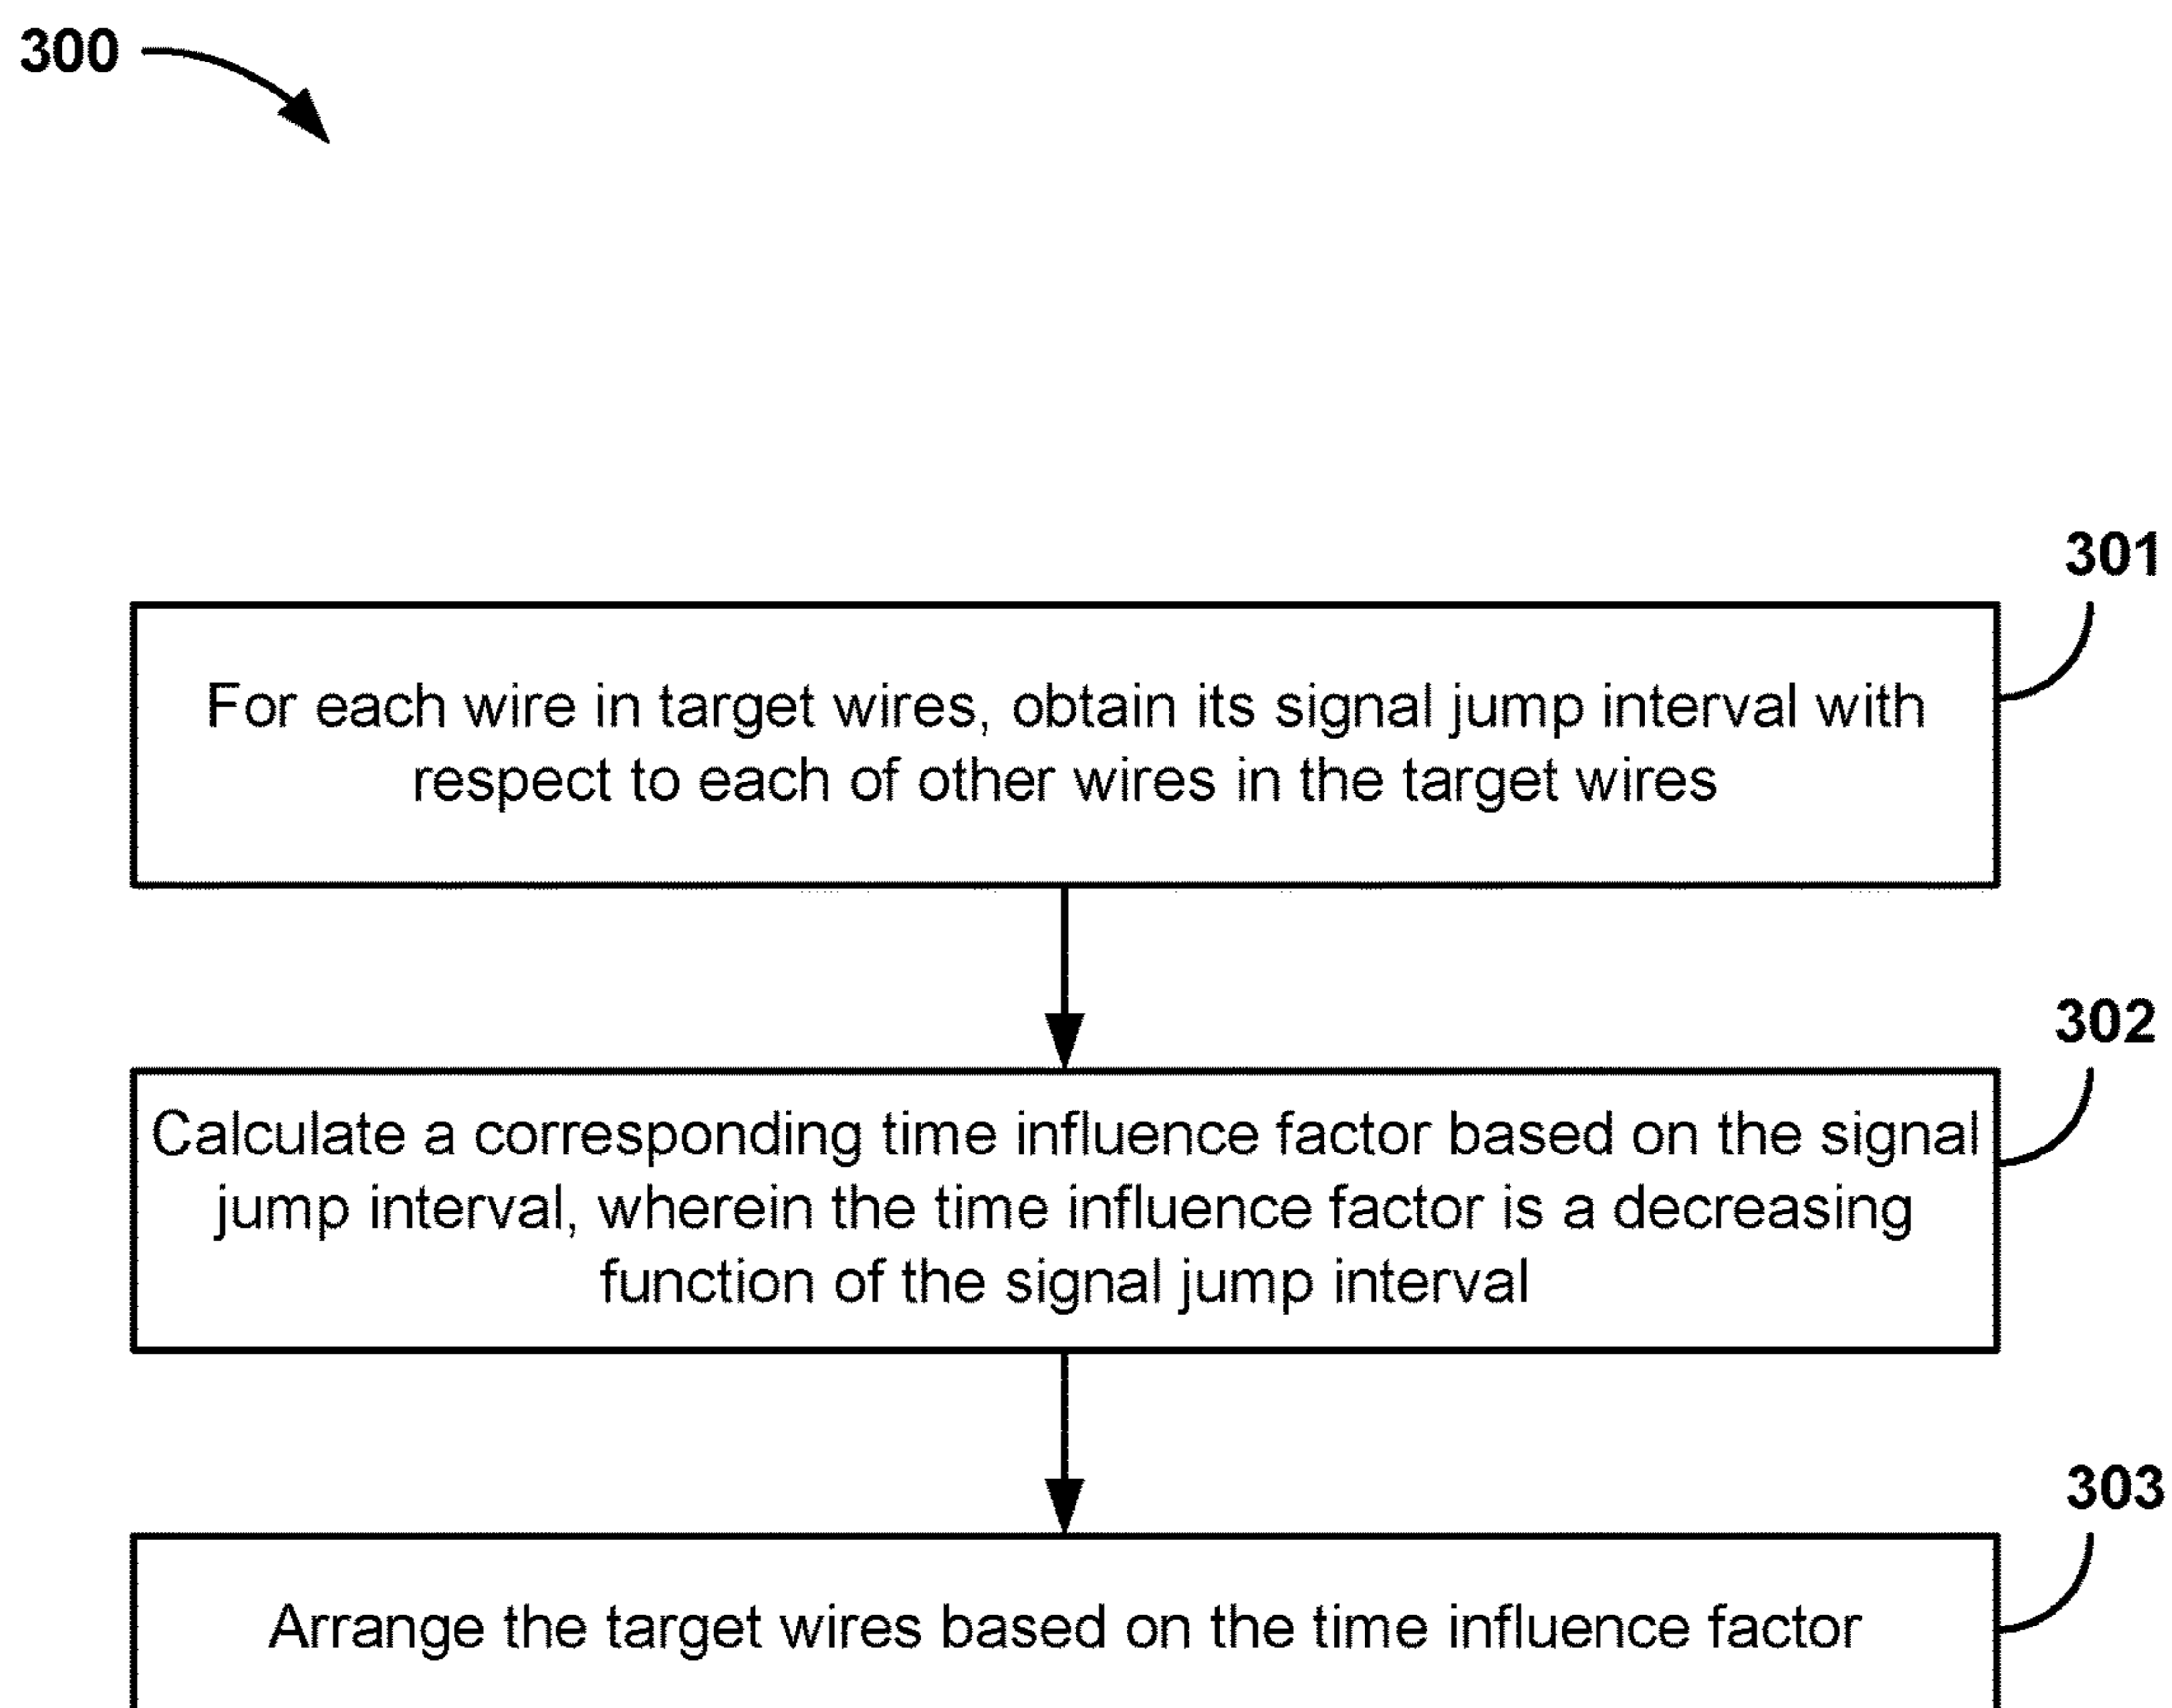 300
301
For each wire in target wires, obtain its signal jump interval with
respect to each of other wires in the target wires
302
Calculate a corresponding time influence factor based on the signal
jump interval, wherein the time influence factor is a decreasing
function of the signal jump interval
303
Arrange the target wires based on the time influence factor